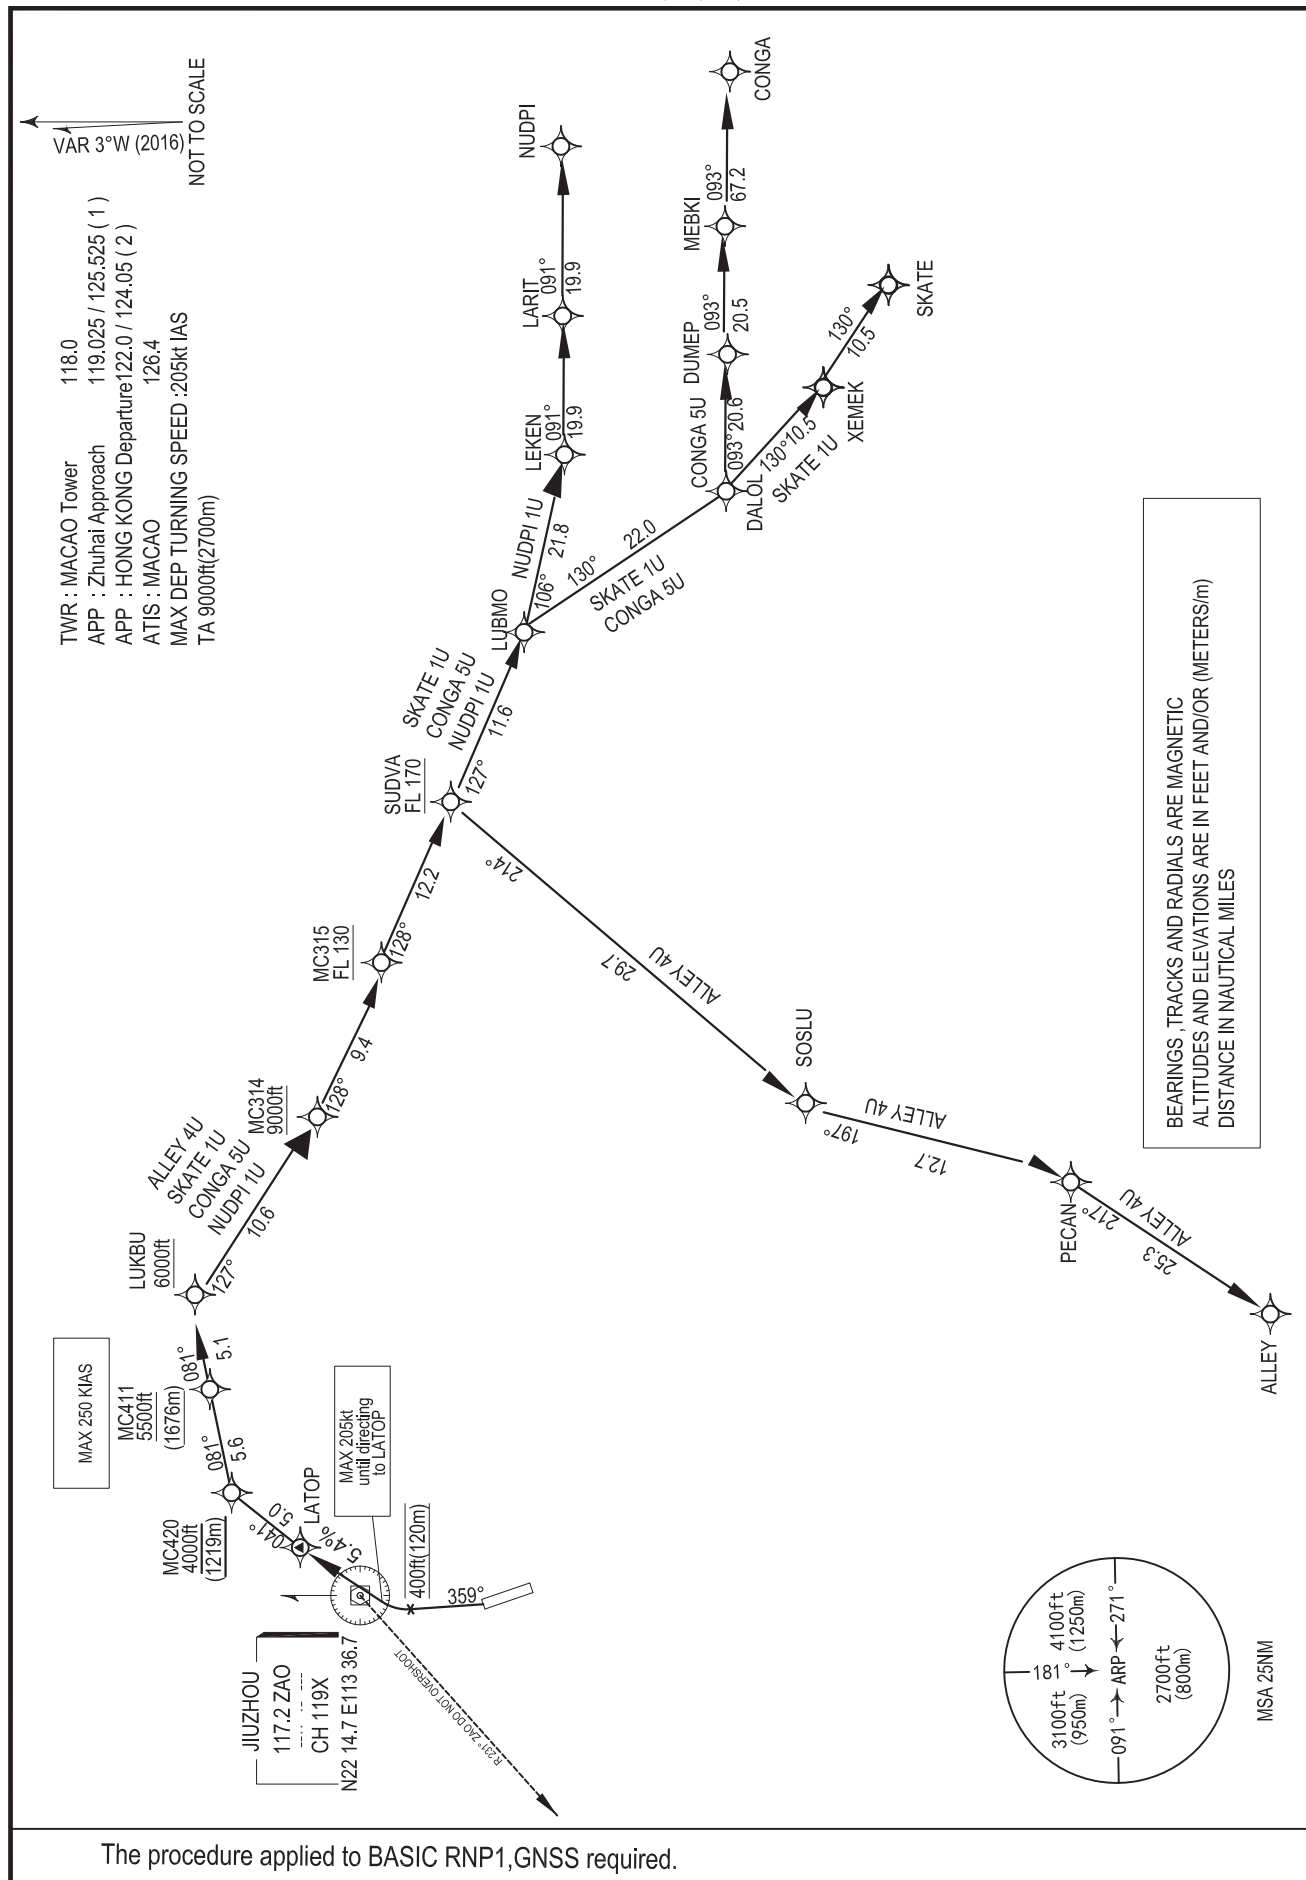 TWR : MACAO Tower 118.0
APP : Zhuhai Approach 119.025 / 125.525 ( 1 )
APP : HONG KONG Departure122.0 / 124.05 ( 2 )
ATIS : MACAO 126.4
MAX DEP TURNING SPEED :205kt IAS
TA 9000ft(2700m)
VAR 3°W (2016)
NOT TO SCALE
JIUZHOU
117.2 ZAO
CH 119X
N22 14.7 E113 36.7
R231° ZAO DO NOT OVERSHOOT
359°
400ft(120m)
MAX 205kt
until directing
to LATOP
5.4%
LATOP
041°
5.0
MC420
4000ft
(1219m)
081°
5.6
MAX 250 KIAS
MC411
5500ft
(1676m)
081°
5.1
LUKBU
6000ft
127°
10.6
ALLEY 4U
SKATE 1U
CONGA 5U
NUDPI 1U
MC314
9000ft
128°
9.4
MC315
FL 130
128°
12.2
SUDVA
FL 170
127°
11.6
SKATE 1U
CONGA 5U
NUDPI 1U
LUBMO
106°
21.8
NUDPI 1U
LEKEN
091°
19.9
LARIT
091°
19.9
NUDPI
130°
22.0
SKATE 1U
CONGA 5U
DALOL
CONGA 5U
093°20.6
DUMEP
093°
20.5
MEBKI
093°
67.2
CONGA
130°10.5
SKATE 1U
XEMEK
130°
10.5
SKATE
214°
29.7
ALLEY 4U
SOSLU
197°
12.7
ALLEY 4U
PECAN
217°
25.3
ALLEY 4U
ALLEY
BEARINGS ,TRACKS AND RADIALS ARE MAGNETIC
ALTITUDES AND ELEVATIONS ARE IN FEET AND/OR (METERS/m)
DISTANCE IN NAUTICAL MILES
3100ft
(950m)
181°
4100ft
(1250m)
091°
ARP
271°
2700ft
(800m)
MSA 25NM
The procedure applied to BASIC RNP1,GNSS required.